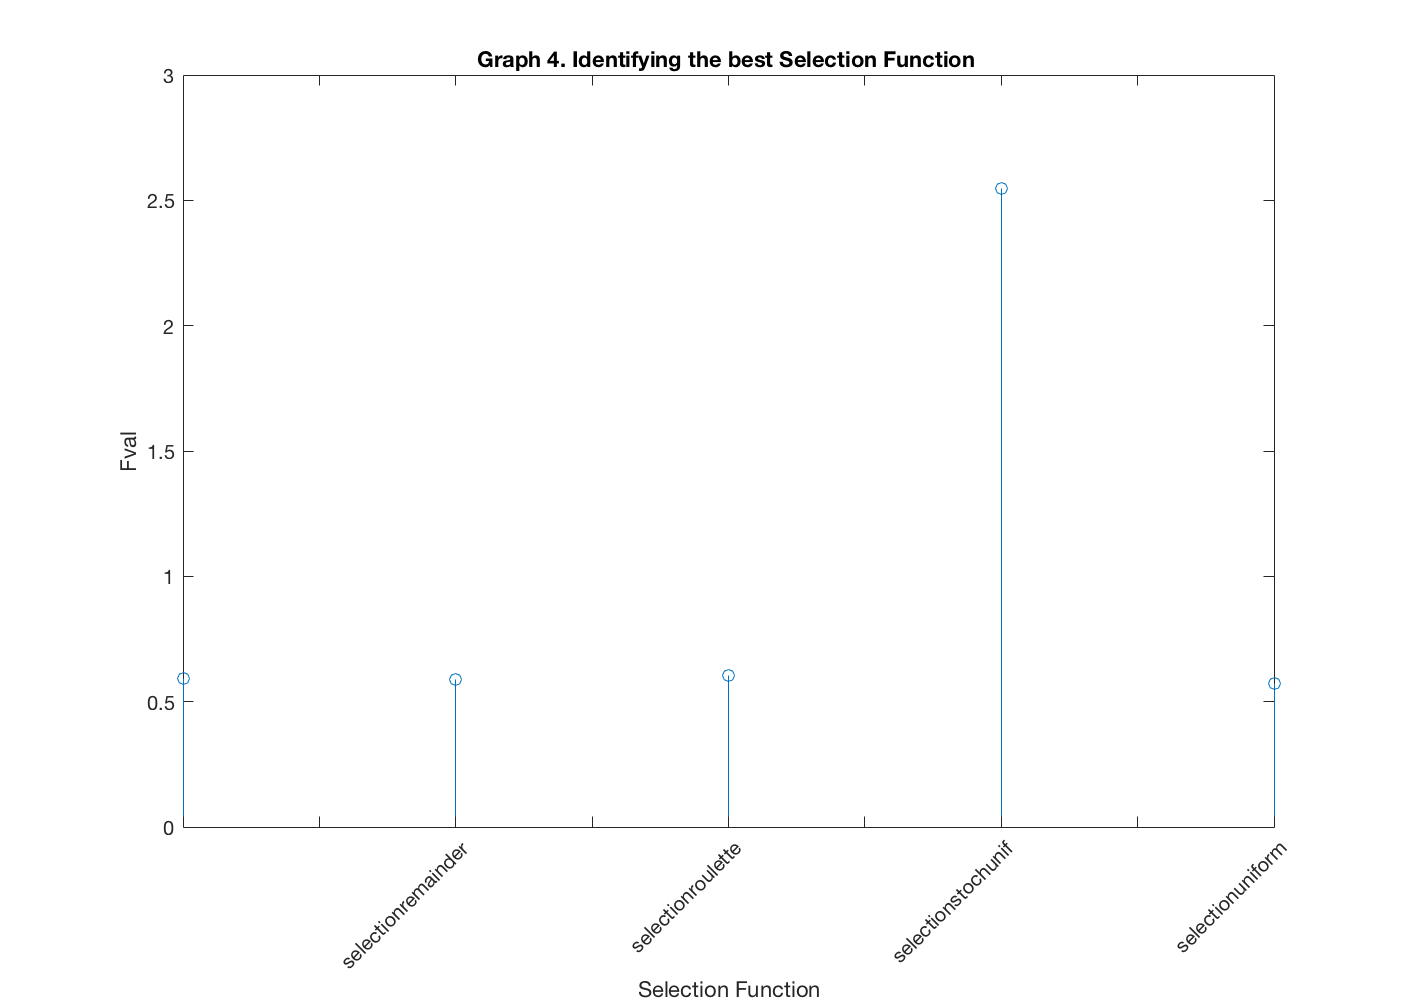 Graph 4. Identifying the best Selection Function
3
2.5
2
1.5
1
0.5
0
Fval
selectionremainder
selectionroulette
selectionstochunif
selectionuniform
Selection Function